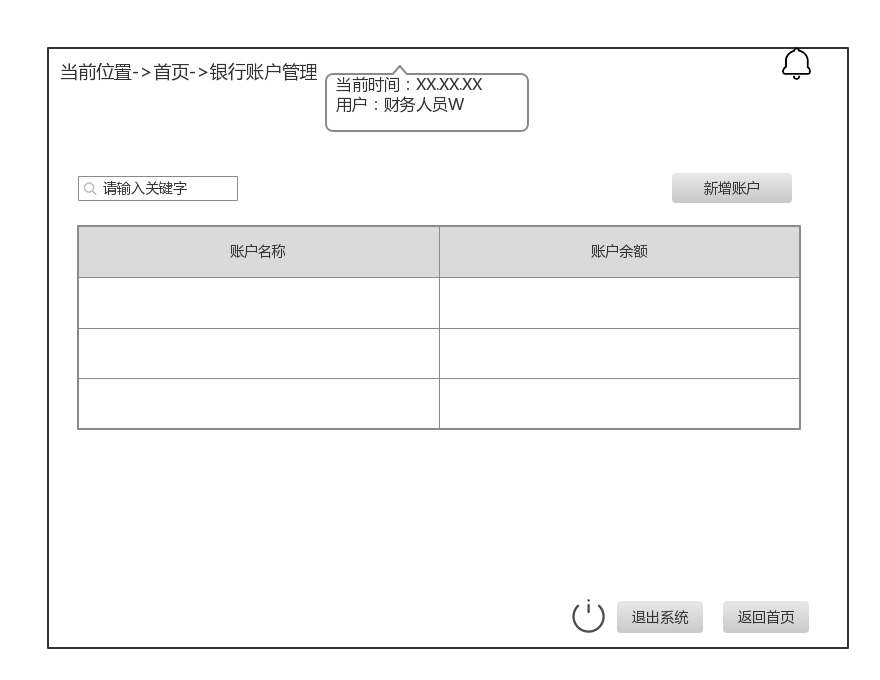 当前位置->首页->银行账户管理
当前时间：XX.XX.XX
用户：财务人员W
请输入关键字
新增账户
账户名称
账户余额
退出系统
返回首页